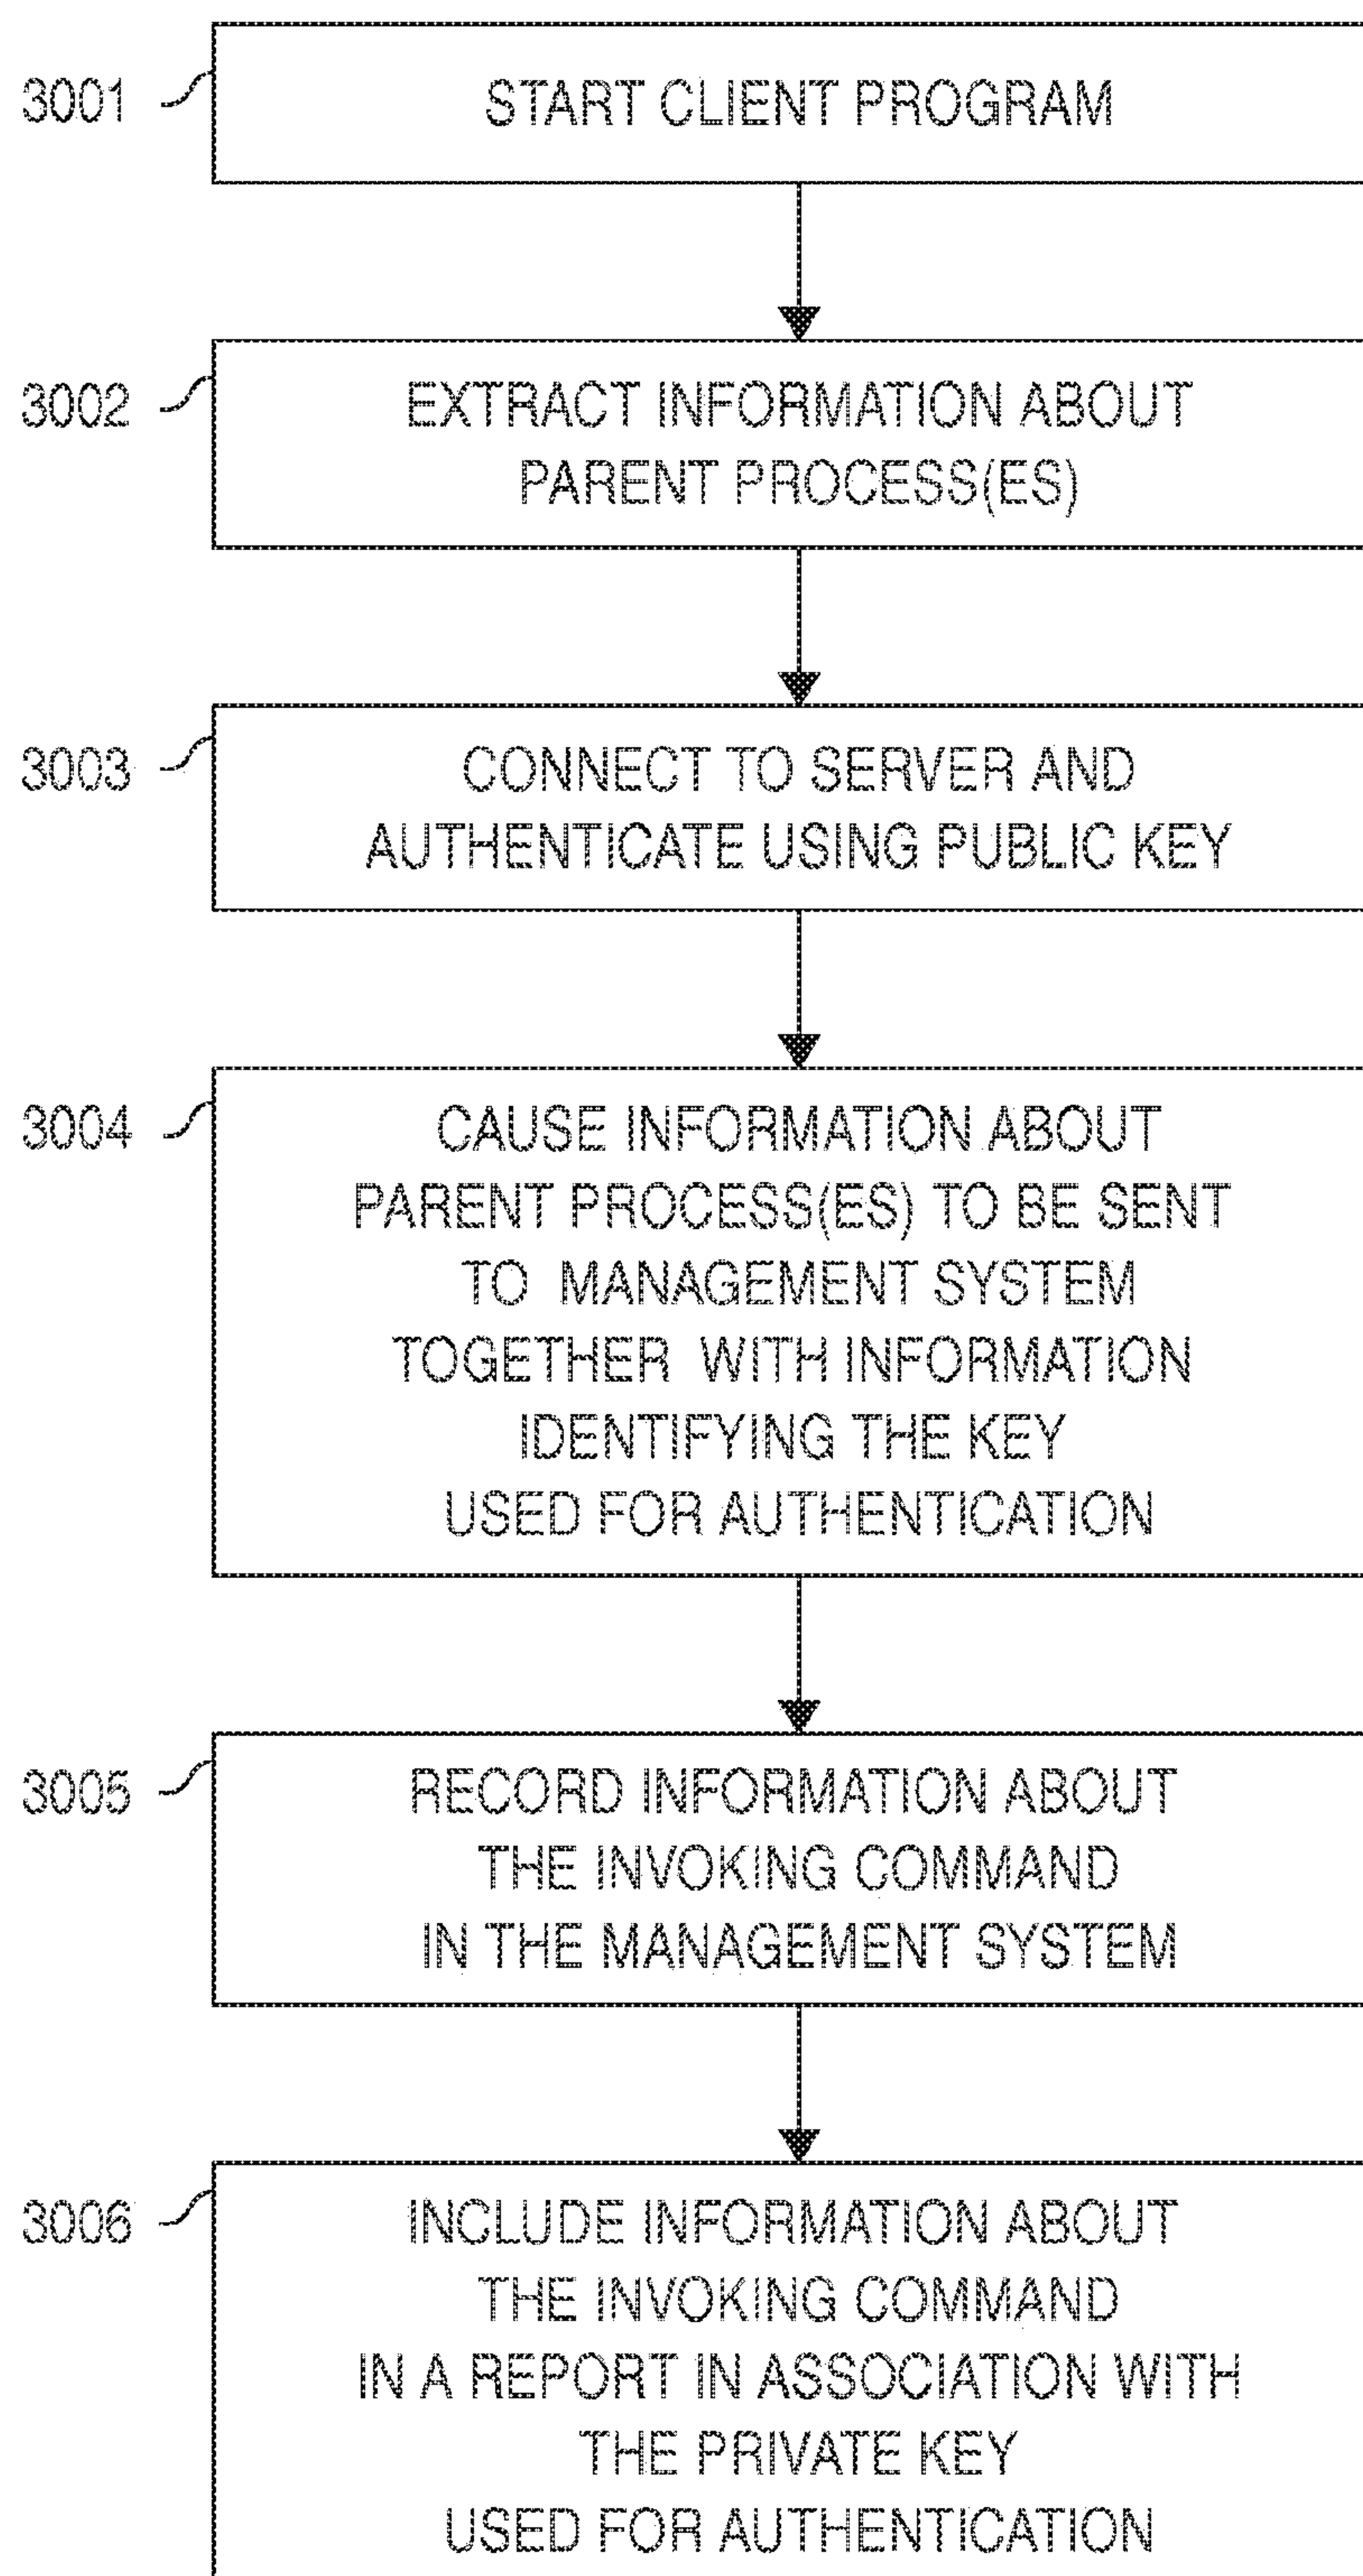 3001
START CLIENT PROGRAM
3002
EXTRACT INFORMATION ABOUT
PARENT PROCESS(ES)
3003
CONNECT TO SERVER AND
AUTHENTICATE USING PUBLIC KEY
3004
CAUSE INFORMATION ABOUT
PARENT PROCESS(ES) TO BE SENT
TO MANAGEMENT SYSTEM
TOGETHER WITH INFORMATION
IDENTIFYING THE KEY
USED FOR AUTHENTICATION
3005
RECORD INFORMATION ABOUT
THE INVOKING COMMAND
IN THE MANAGEMENT SYSTEM
3006
INCLUDE INFORMATION ABOUT
THE INVOKING COMMAND
IN A REPORT IN ASSOCIATION WITH
THE PRIVATE KEY
USED FOR AUTHENTICATION